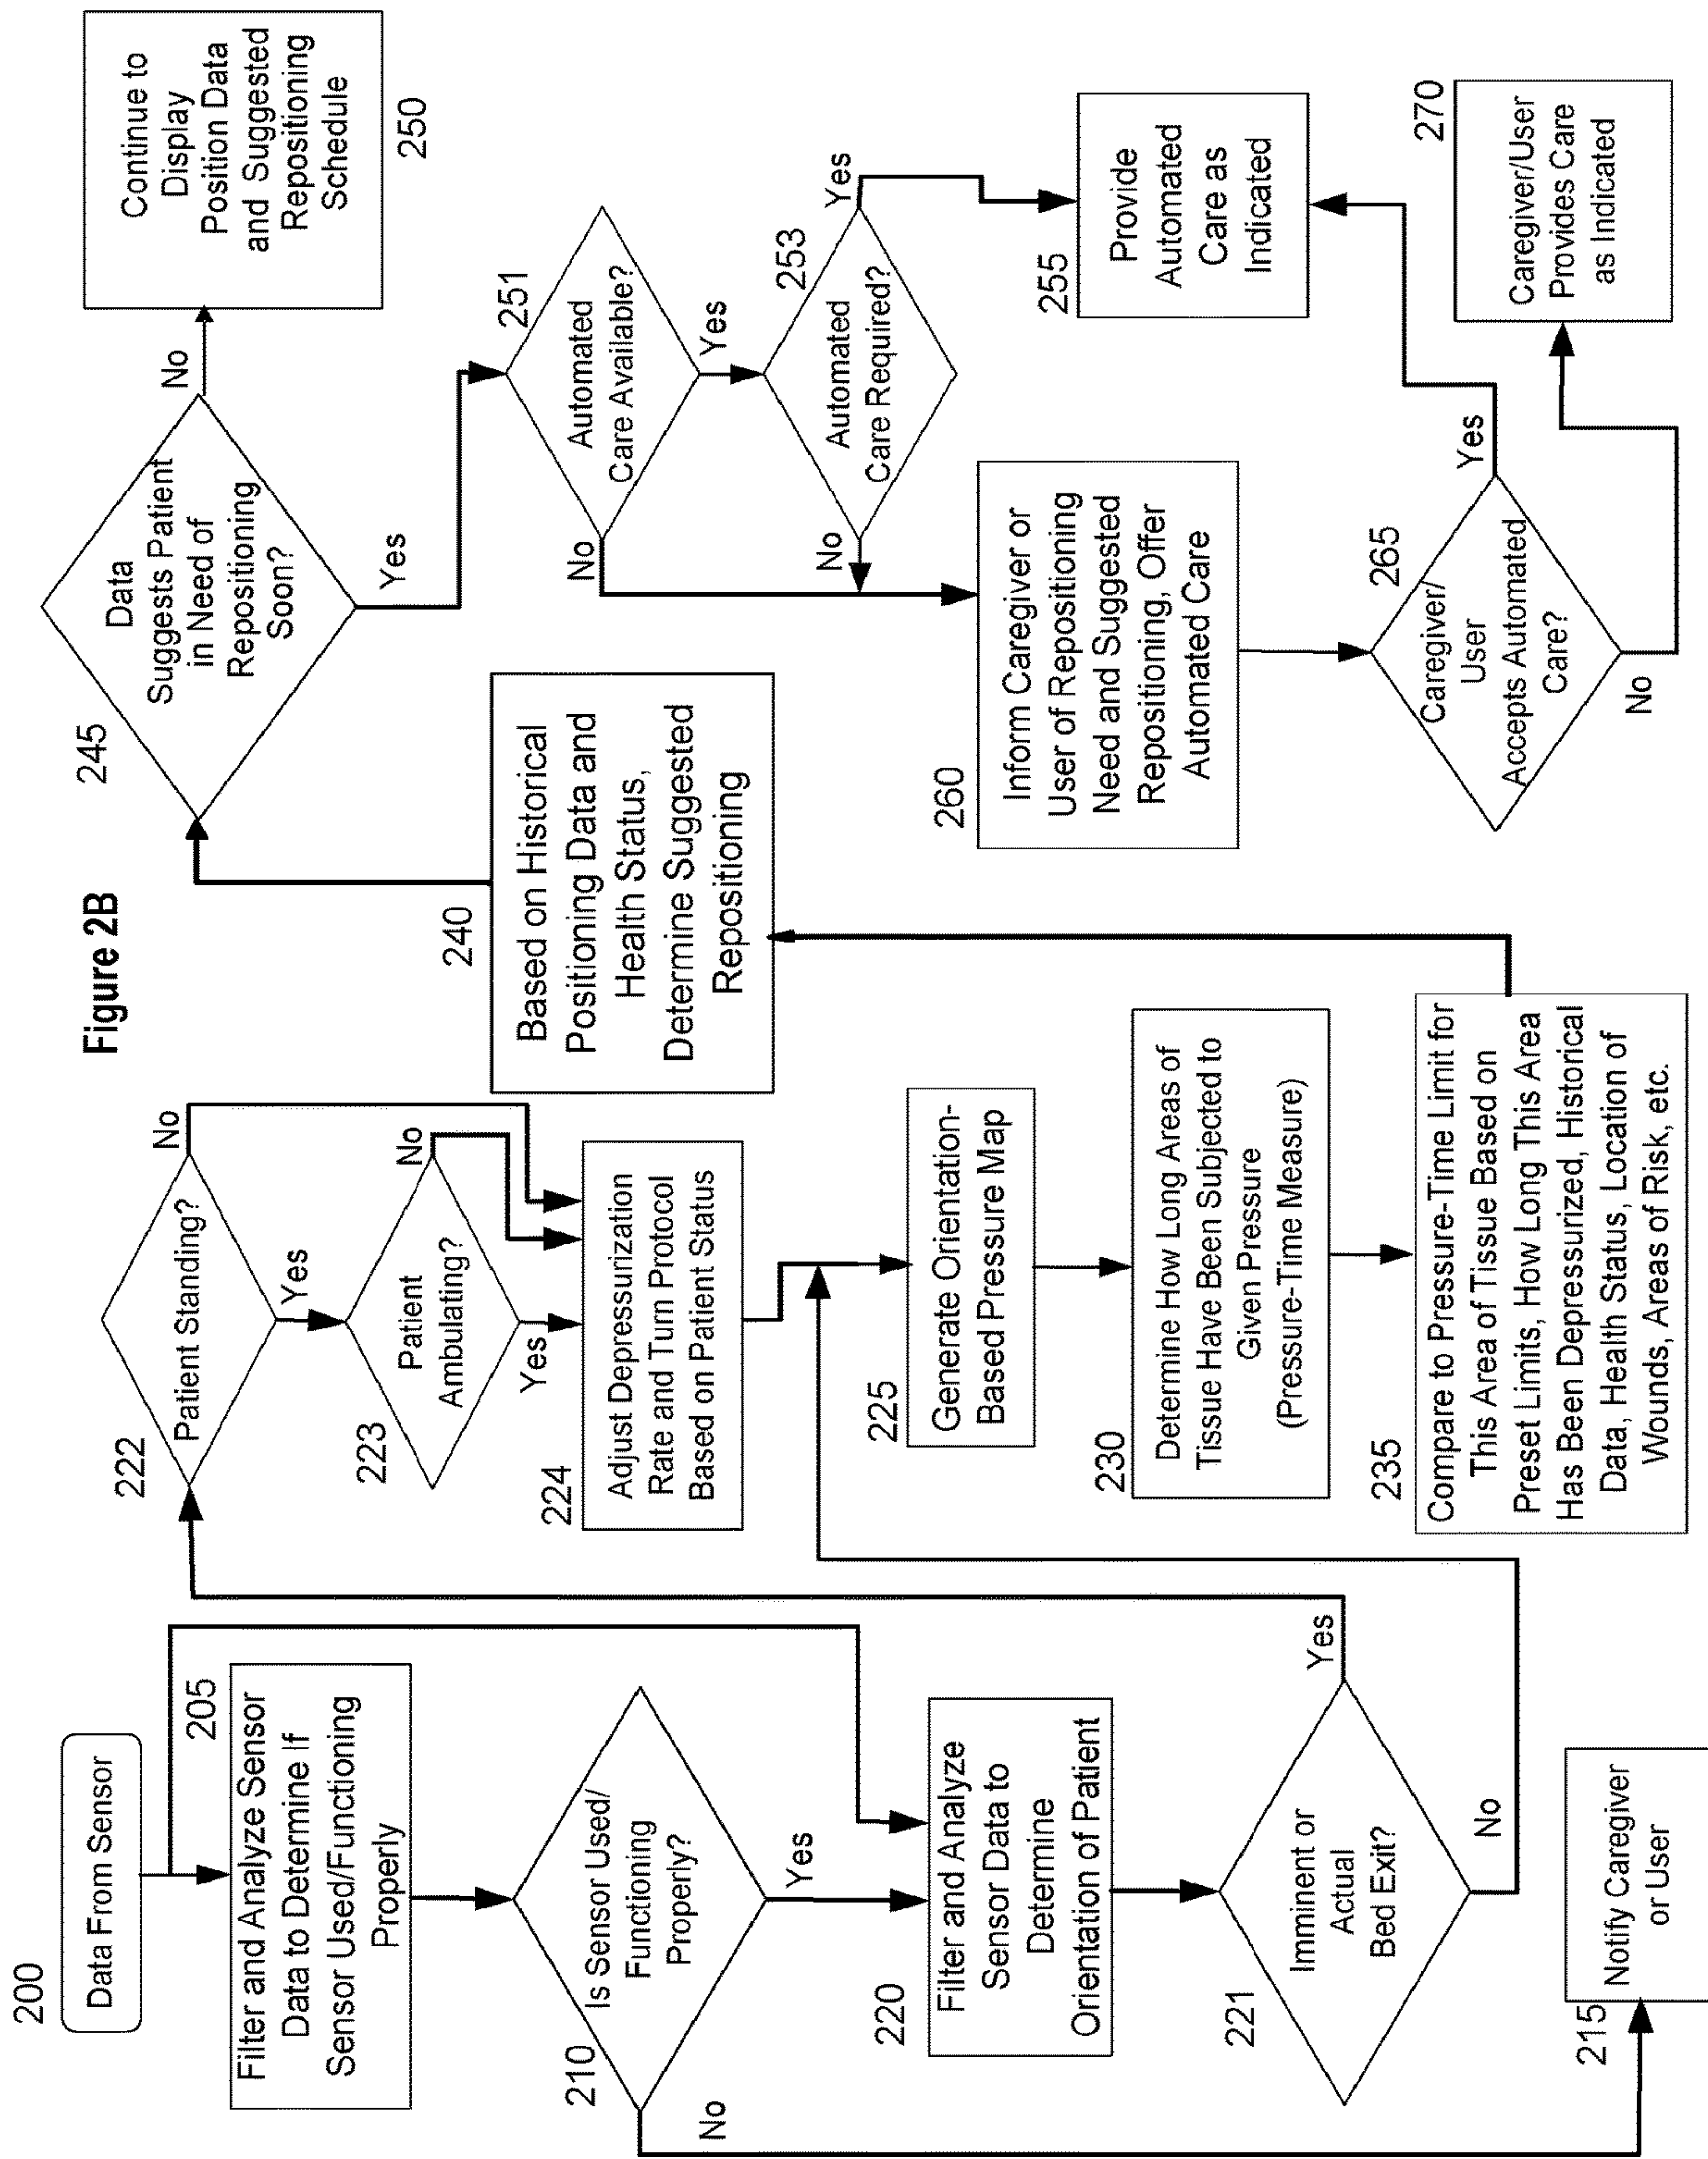 Figure 2B
200
Data From Sensor
205
Filter and Analyze Sensor
Data to Determine If
Sensor Used/Functioning
Properly
210
Is Sensor Used/
Functioning
Properly?
No
Yes
220
Filter and Analyze
Sensor Data to
Determine
Orientation of Patient
221
Imminent or
Actual
Bed Exit?
Yes
No
215
Notify Caregiver
or User
222
Patient Standing?
No
Yes
223
Patient
Ambulating?
No
Yes
224
Adjust Depressurization
Rate and Turn Protocol
Based on Patient Status
225
Generate Orientation-
Based Pressure Map
230
Determine How Long Areas of
Tissue Have Been Subjected to
Given Pressure
(Pressure-Time Measure)
235
Compare to Pressure-Time Limit for
This Area of Tissue Based on
Preset Limits, How Long This Area
Has Been Depressurized, Historical
Data, Health Status, Location of
Wounds, Areas of Risk, etc.
240
Based on Historical
Positioning Data and
Health Status,
Determine Suggested
Repositioning
245
Data
Suggests Patient
in Need of
Repositioning
Soon?
No
Yes
Continue to
Display
Position Data
and Suggested
Repositioning
Schedule
250
251
Automated
Care Available?
No
Yes
253
Automated
Care Required?
No
Yes
255
Provide
Automated
Care as
Indicated
260
Inform Caregiver or
User of Repositioning
Need and Suggested
Repositioning, Offer
Automated Care
265
Caregiver/
User
Accepts Automated
Care?
Yes
No
270
Caregiver/User
Provides Care
as Indicated